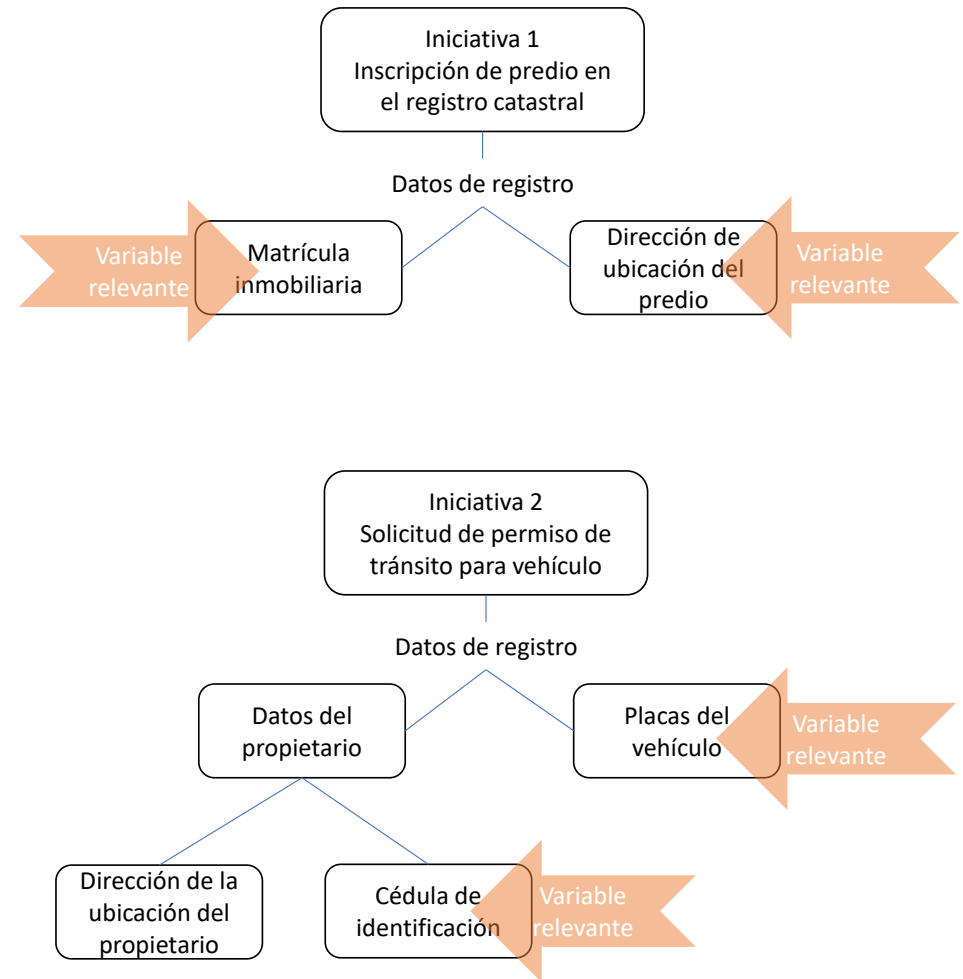 Iniciativa 1
Inscripción de predio en
el registro catastral
Datos de registro
Variable
relevante
Matrícula
inmobiliaria
Dirección de
ubicación del
predio
Variable
relevante
Iniciativa 2
Solicitud de permiso de
tránsito para vehículo
Datos de registro
Datos del
propietario
Placas del
vehículo
Variable
relevante
Dirección de la
ubicación del
propietario
Cédula de
identificación
Variable
relevante